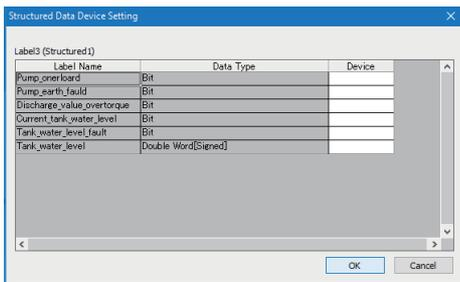 Structured Data Device Setting
Label3 (Structured1)
Label Name Data Type Device
Pump_onerloard Bit
Pump_earth_fauld Bit
Discharge_value_overtorque Bit
Current_tank_water_level Bit
Tank_water_level_fault Bit
Tank_water_level Double Word[Signed]
OK Cancel